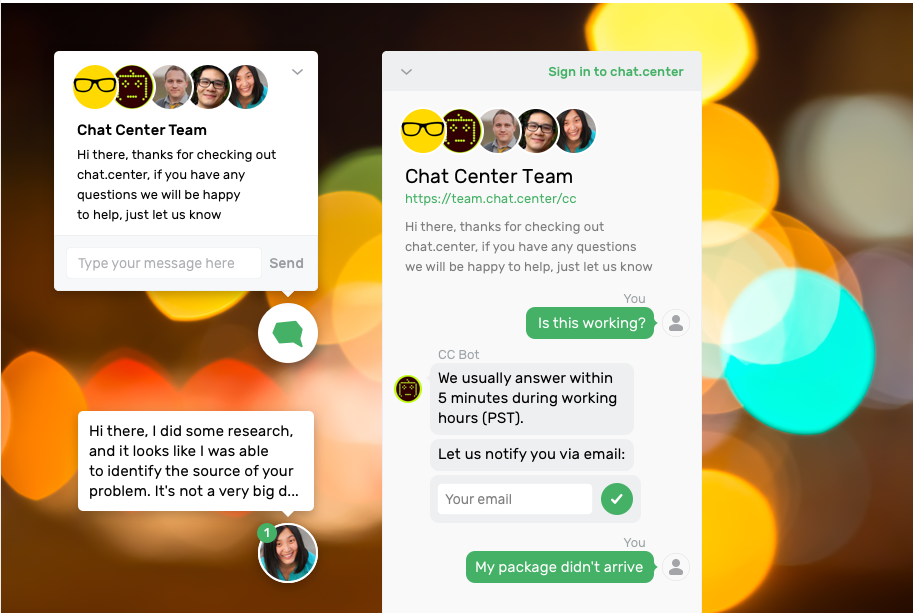 Chat Center Team
Hi there, thanks for checking out
chat.center, if you have any
questions we will be happy
to help, just let us know
Type your message here
Send
Hi there, I did some research,
and it looks like I was able
to identify the source of your
problem. It's not a very big d...
1
Sign in to chat.center
Chat Center Team
https://team.chat.center/cc
Hi there, thanks for checking out
chat.center, if you have any questions
we will be happy to help, just let us know
You
Is this working?
CC Bot
We usually answer within
5 minutes during working
hours (PST).
Let us notify you via email:
Your email
You
My package didn't arrive